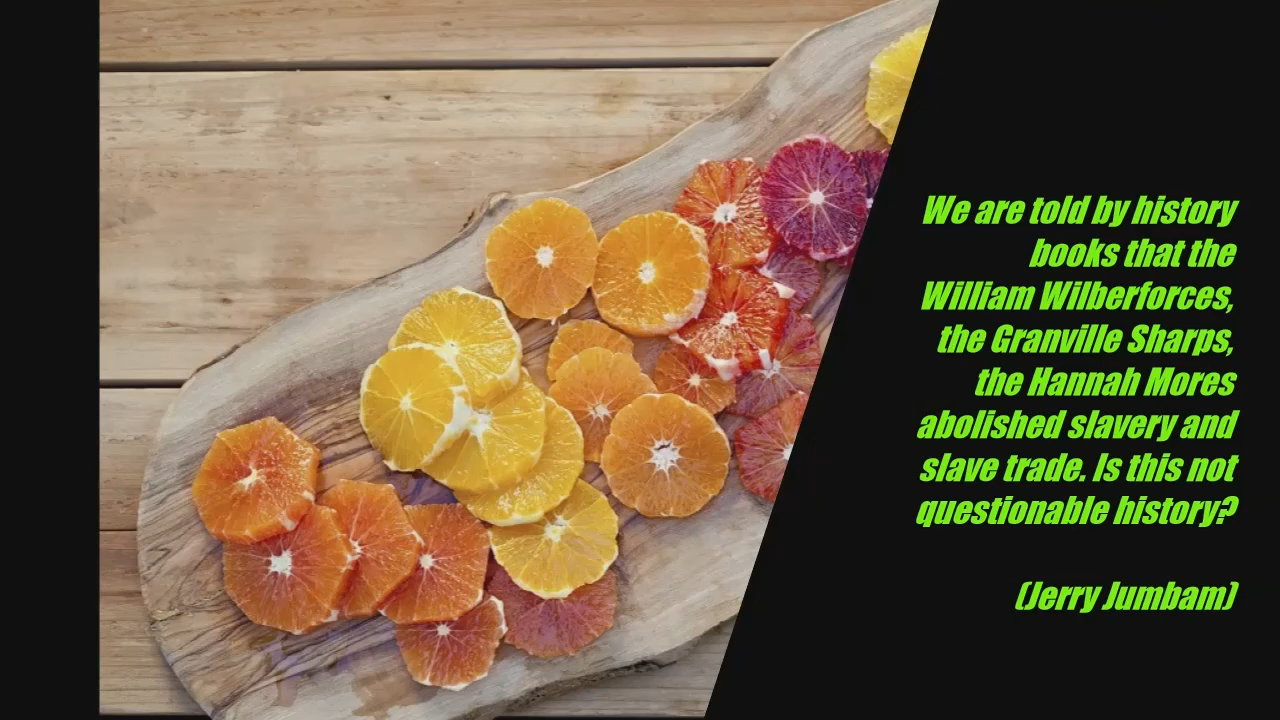 We are told by history
books that the
William Wilberforces,
the Granville Sharps,
the Hannah Mores
abolished slavery and
slave trade. Is this not
questionable history?
(Jerry Jumbam)